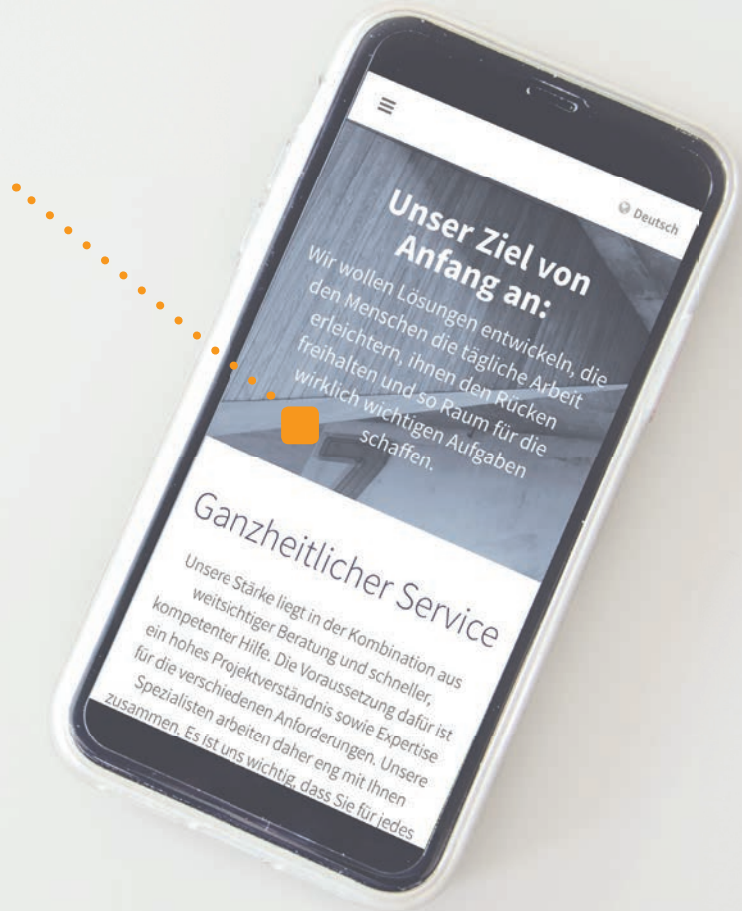 Deutsch
Unser Ziel von
Anfang an:
Wir wollen Lösungen entwickeln, die
den Menschen die tägliche Arbeit
erleichtern, ihnen den Rücken
freihalten und so Raum für die
wirklich wichtigen Aufgaben
schaffen.
Ganzheitlicher Service
Unsere Stärke liegt in der Kombination aus
weitsichtiger Beratung und schneller,
kompetenter Hilfe. Die Voraussetzung dafür ist
ein hohes Projektverständnis sowie Expertise
für die verschiedenen Anforderungen. Unsere
Spezialisten arbeiten daher eng mit Ihnen
zusammen. Es ist uns wichtig, dass Sie für jedes